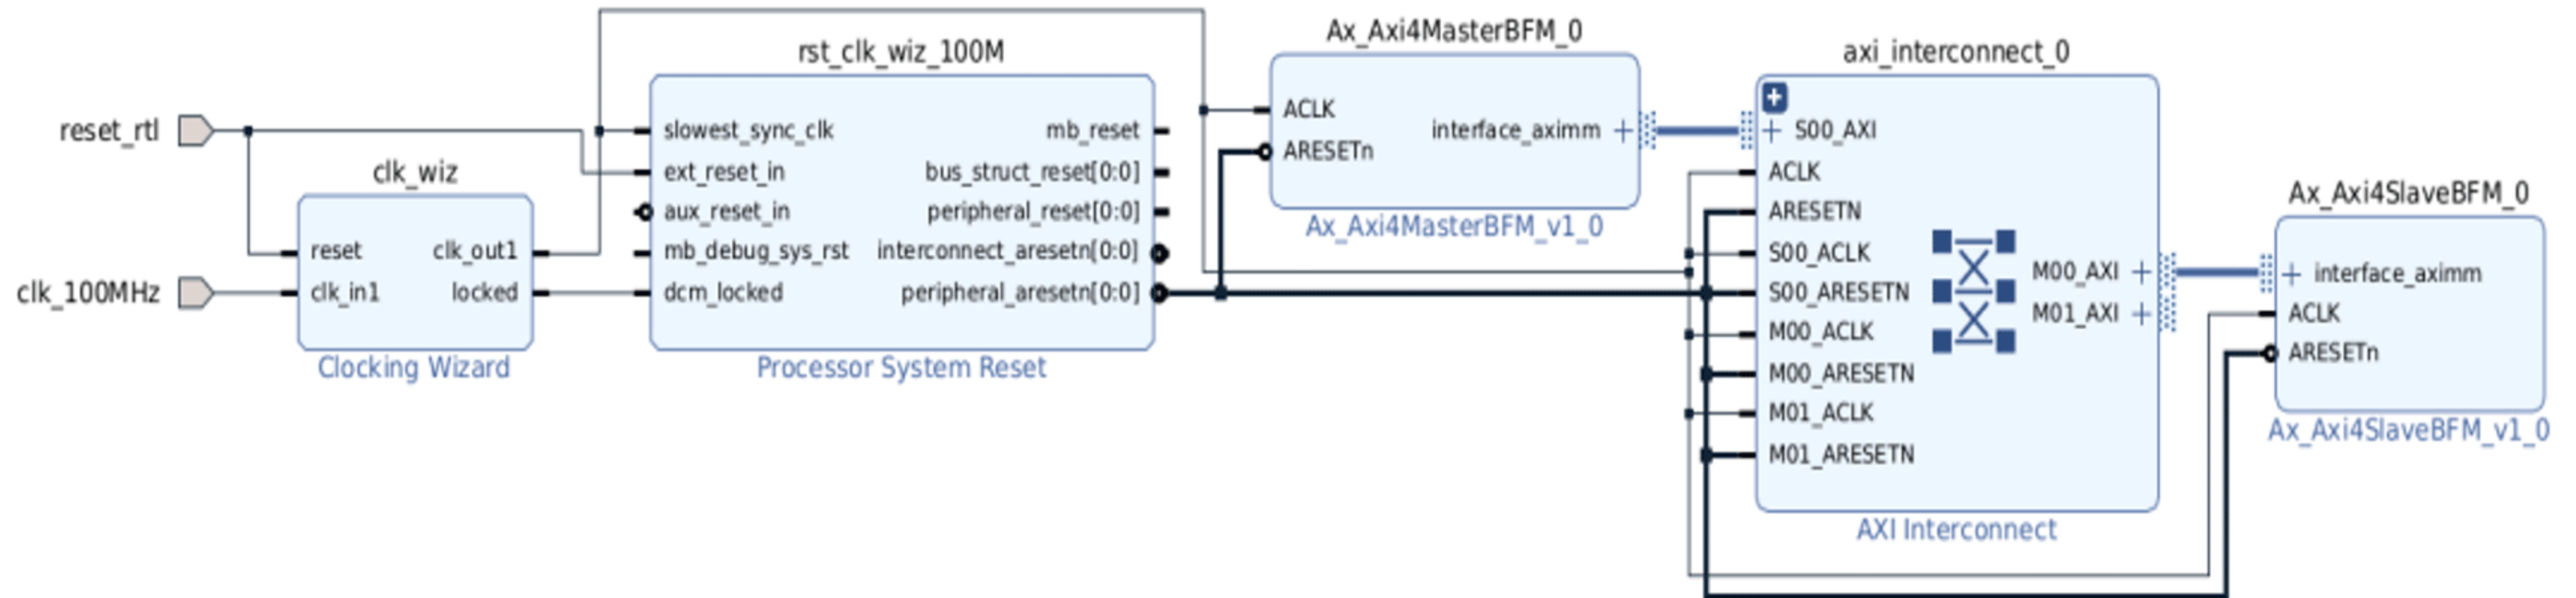 reset_rtl
clk_100MHz
clk_wiz
reset
clk_in1
clk_out1
locked
Clocking Wizard
rst_clk_wiz_100M
slowest_sync_clk
ext_reset_in
aux_reset_in
mb_debug_sys_rst
dcm_locked
mb_reset
bus_struct_reset[0:0]
peripheral_reset[0:0]
interconnect_aresetn[0:0]
peripheral_aresetn[0:0]
Processor System Reset
Ax_Axi4MasterBFM_0
ACLK
ARESETn
interface_aximm
Ax_Axi4MasterBFM_v1_0
axi_interconnect_0
S00_AXI
ACLK
ARESETN
S00_ACLK
S00_ARESETN
M00_ACLK
M00_ARESETN
M01_ACLK
M01_ARESETN
M00_AXI
M01_AXI
AXI Interconnect
Ax_Axi4SlaveBFM_0
interface_aximm
ACLK
ARESETn
Ax_Axi4SlaveBFM_v1_0